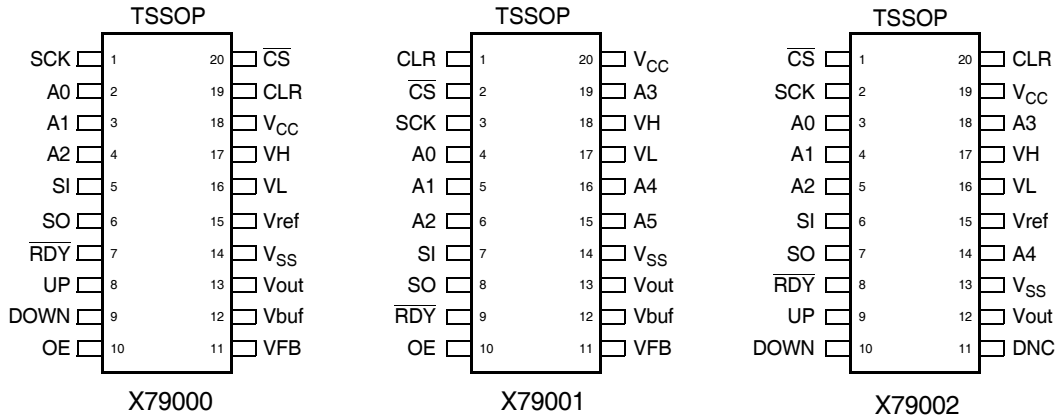 TSSOP
SCK 1 20 CS
A0 2 19 CLR
A1 3 18 VCC
A2 4 17 VH
SI 5 16 VL
SO 6 15 Vref
RDY 7 14 VSS
UP 8 13 Vout
DOWN 9 12 Vbuf
OE 10 11 VFB
X79000
TSSOP
CLR 1 20 VCC
CS 2 19 A3
SCK 3 18 VH
A0 4 17 VL
A1 5 16 A4
A2 6 15 A5
SI 7 14 VSS
SO 8 13 Vout
RDY 9 12 Vbuf
OE 10 11 VFB
X79001
TSSOP
CS 1 20 CLR
SCK 2 19 VCC
A0 3 18 A3
A1 4 17 VH
A2 5 16 VL
SI 6 15 Vref
SO 7 14 A4
RDY 8 13 VSS
UP 9 12 Vout
DOWN 10 11 DNC
X79002